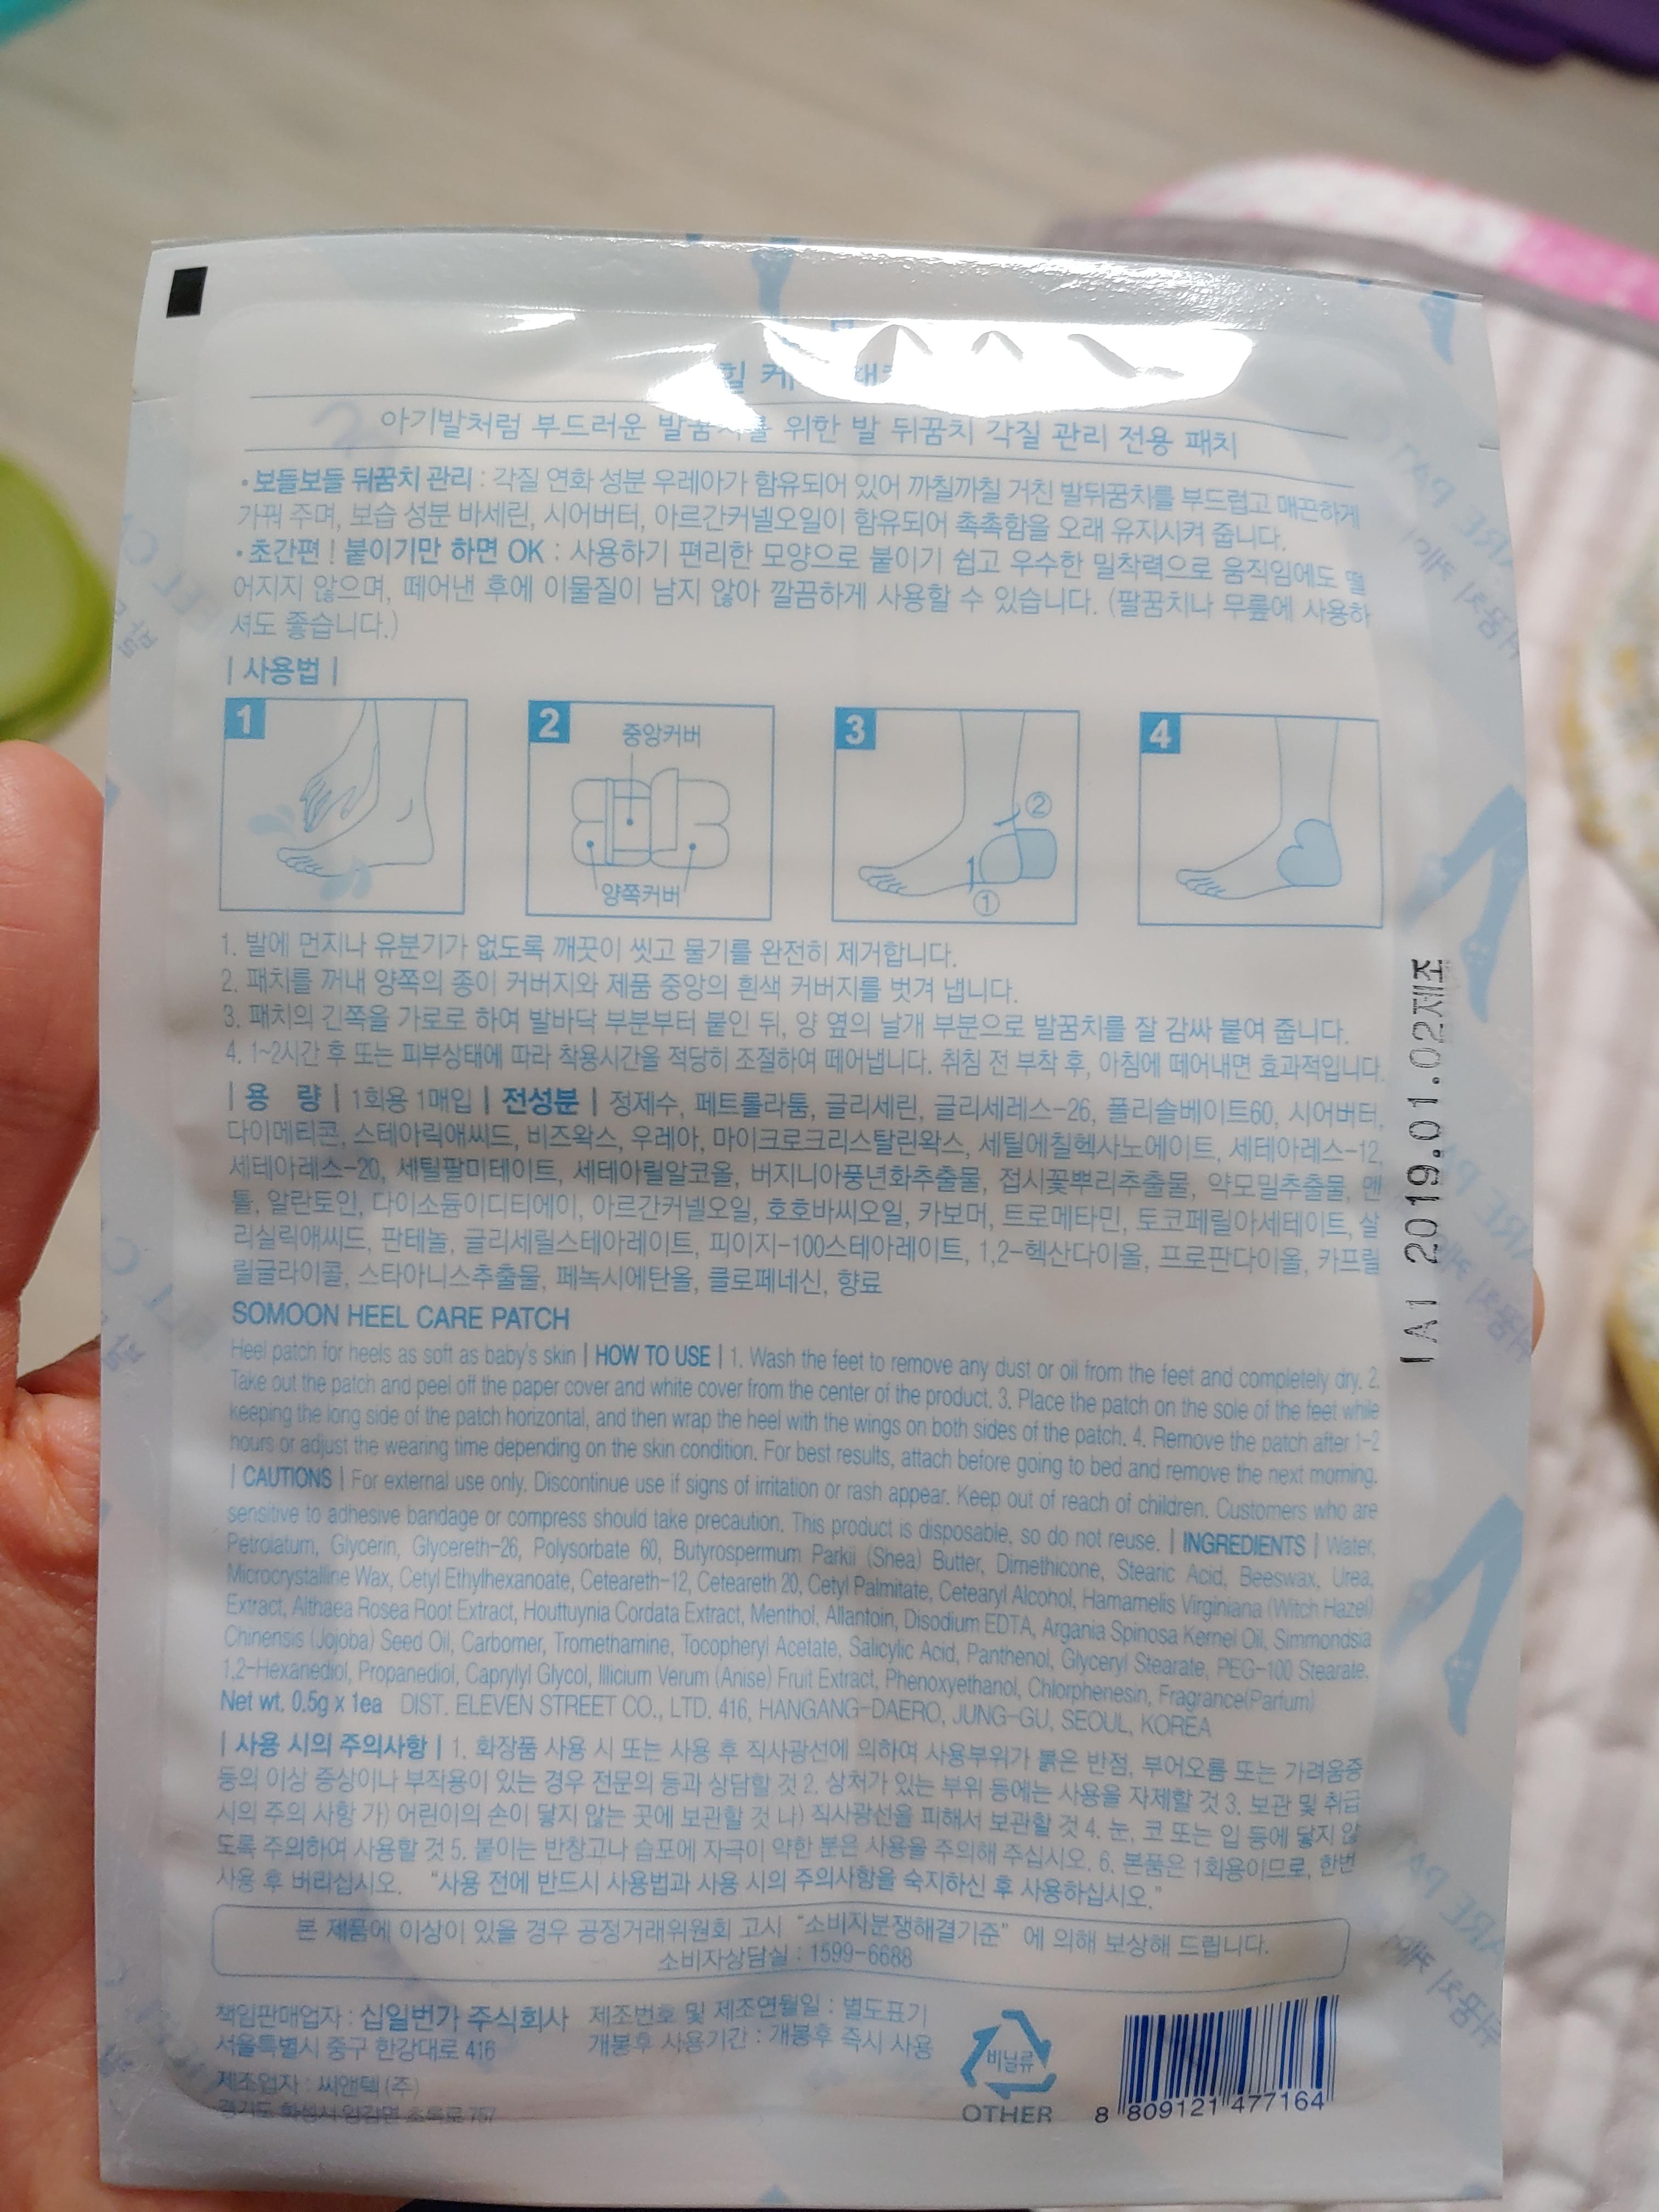 힐 케
아기발처럼 부드러운 발꿈치를 위한 발 뒤꿈치 각질 관리 전용 패치
• 보들보들 뒤꿈치 관리 : 각질 연화 성분 우레아가 함유되어 있어 까칠까칠 거친 발뒤꿈치를 부드럽고 매끈하게
가꿔 주며, 보습 성분 바세린, 시어버터, 아르간커넬오일이 함유되어 촉촉함을 오래 유지시켜 줍니다.
• 초간편 ! 붙이기만 하면 OK : 사용하기 편리한 모양으로 붙이기 쉽고 우수한 밀착력으로 움직임에도 떨
어지지 않으며, 떼어낸 후에 이물질이 남지 않아 깔끔하게 사용할 수 있습니다. (팔꿈치나 무릎에 사용하
셔도 좋습니다.)
| 사용법 |
1
2
중앙커버
양쪽커버
3
②
①
4
1. 발에 먼지나 유분기가 없도록 깨끗이 씻고 물기를 완전히 제거합니다.
2. 패치를 꺼내 양쪽의 종이 커버지와 제품 중앙의 흰색 커버지를 벗겨 냅니다.
3. 패치의 긴쪽을 가로로 하여 발바닥 부분부터 붙인 뒤, 양 옆의 날개 부분으로 발꿈치를 잘 감싸 붙여 줍니다.
4. 1~2시간 후 또는 피부상태에 따라 착용시간을 적당히 조절하여 떼어냅니다. 취침 전 부착 후, 아침에 떼어내면 효과적입니다.
| 용 량 | 1회용 1매입 | 전성분 | 정제수, 페트롤라툼, 글리세린, 글리세레스-26, 폴리솔베이트60, 시어버터,
다이메티콘, 스테아릭애씨드, 비즈왁스, 우레아, 마이크로크리스탈린왁스, 세틸에칠헥사노에이트, 세테아레스-12,
세테아레스-20, 세틸팔미테이트, 세테아릴알코올, 버지니아풍년화추출물, 접시꽃뿌리추출물, 약모밀추출물, 멘
톨, 알란토인, 다이소듐이디티에이, 아르간커넬오일, 호호바씨오일, 카보머, 트로메타민, 토코페릴아세테이트, 살
리실릭애씨드, 판테놀, 글리세릴스테아레이트, 피이지-100스테아레이트, 1,2-헥산다이올, 프로판다이올, 카프릴
릴글라이콜, 스타아니스추출물, 페녹시에탄올, 클로페네신, 향료
SOMOON HEEL CARE PATCH
Heel patch for heels as soft as baby's skin | HOW TO USE | 1. Wash the feet to remove any dust or oil from the feet and completely dry. 2.
Take out the patch and peel off the paper cover and white cover from the center of the product. 3. Place the patch on the sole of the feet while
keeping the long side of the patch horizontal, and then wrap the heel with the wings on both sides of the patch. 4. Remove the patch after 1-2
hours or adjust the wearing time depending on the skin condition. For best results, attach before going to bed and remove the next morning.
| CAUTIONS | For external use only. Discontinue use if signs of irritation or rash appear. Keep out of reach of children. Customers who are
sensitive to adhesive bandage or compress should take precaution. This product is disposable, so do not reuse. | INGREDIENTS | Water,
Petrolatum, Glycerin, Glycereth-26, Polysorbate 60, Butyrospermum Parkii (Shea) Butter, Dimethicone, Stearic Acid, Beeswax, Urea,
Microcrystalline Wax, Cetyl Ethylhexanoate, Ceteareth-12, Ceteareth 20, Cetyl Palmitate, Cetearyl Alcohol, Hamamelis Virginiana (Witch Hazel)
Extract, Althaea Rosea Root Extract, Houttuynia Cordata Extract, Menthol, Allantoin, Disodium EDTA, Argania Spinosa Kernel Oil, Simmondsia
Chinensis (Jojoba) Seed Oil, Carbomer, Tromethamine, Tocopheryl Acetate, Salicylic Acid, Panthenol, Glyceryl Stearate, PEG-100 Stearate,
1,2-Hexanediol, Propanediol, Caprylyl Glycol, Illicium Verum (Anise) Fruit Extract, Phenoxyethanol, Chlorphenesin, Fragrance(Parfum)
Net wt. 0.5g x 1ea DIST. ELEVEN STREET CO., LTD. 416, HANGANG-DAERO, JUNG-GU, SEOUL, KOREA
| 사용 시의 주의사항 | 1. 화장품 사용 시 또는 사용 후 직사광선에 의하여 사용부위가 붉은 반점, 부어오름 또는 가려움증
등의 이상 증상이나 부작용이 있는 경우 전문의 등과 상담할 것 2. 상처가 있는 부위 등에는 사용을 자제할 것 3. 보관 및 취급
시의 주의 사항 가) 어린이의 손이 닿지 않는 곳에 보관할 것 나) 직사광선을 피해서 보관할 것 4. 눈, 코 또는 입 등에 닿지 않
도록 주의하여 사용할 것 5. 붙이는 반창고나 습포에 자극이 약한 분은 사용을 주의해 주십시오. 6. 본품은 1회용이므로, 한번
사용 후 버리십시오. "사용 전에 반드시 사용법과 사용 시의 주의사항을 숙지하신 후 사용하십시오."
본 제품에 이상이 있을 경우 공정거래위원회 고시 "소비자분쟁해결기준" 에 의해 보상해 드립니다.
소비자상담실 : 1599-6688
책임판매업자 : 십일번가 주식회사
서울특별시 중구 한강대로 416
제조업자 : 씨앤텍 (주)
경기도 화성시 양감면 초록로 757
제조번호 및 제조연월일 : 별도표기
개봉후 사용기간 : 개봉후 즉시 사용
비닐류
OTHER
8 809121 477164
IA1 2019.01.02제조